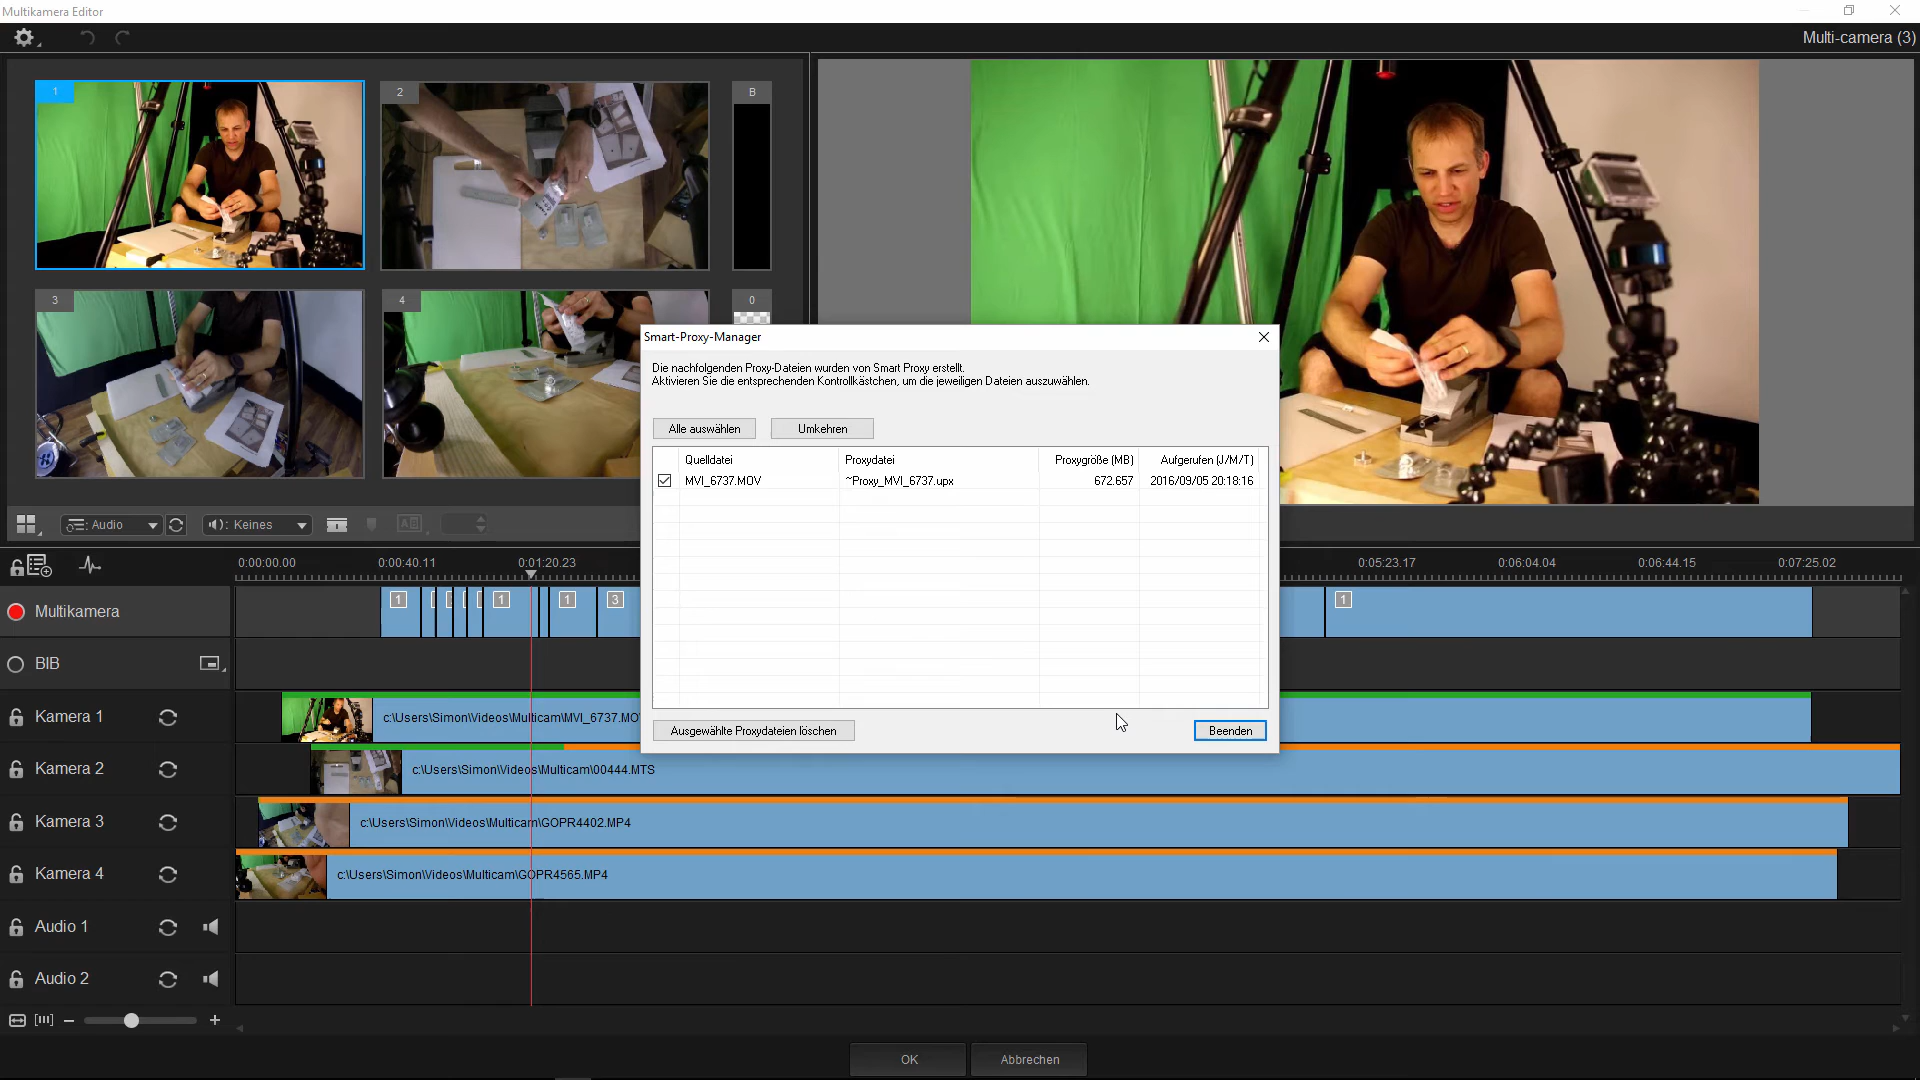 Multikamera Editor
Multi-camera (3)
1
2
B
3
4
0
Smart-Proxy-Manager
Die nachfolgenden Proxy-Dateien wurden von Smart Proxy erstellt.
Aktivieren Sie die entsprechenden Kontrollkästchen, um die jeweiligen Dateien auszuwählen.
Alle auswählen
Umkehren
Quelldatei Proxydatei Proxygröße (MB) Aufgerufen (J/M/T)
MVI_6737.MOV ~Proxy_MVI_6737.upx 672.657 2016/09/05 20:18:16
Ausgewählte Proxydateien löschen
Beenden
: Audio
: Keines
0:00:00.00 0:00:40.11 0:01:20.23 0:05:23.17 0:06:04.04 0:06:44.15 0:07:25.02
Multikamera
1 1 1 3 1
BIB
Kamera 1
c:\Users\Simon\Videos\Multicam\MVI_6737.MO
Kamera 2
c:\Users\Simon\Videos\Multicam\00444.MTS
Kamera 3
c:\Users\Simon\Videos\Multicam\GOPR4402.MP4
Kamera 4
c:\Users\Simon\Videos\Multicam\GOPR4565.MP4
Audio 1
Audio 2
OK
Abbrechen